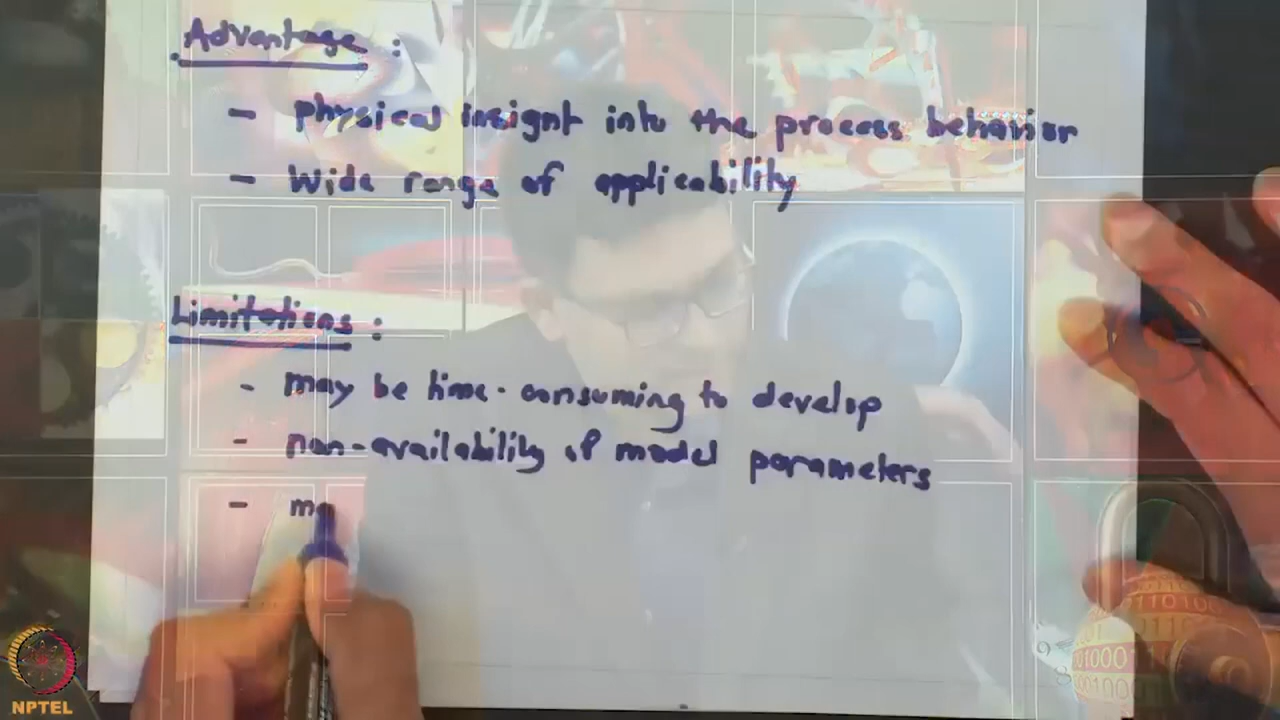 Advantage :
- physical insight into the process behavior
- Wide range of applicability
Limitations :
- may be time-consuming to develop
- non-availability of model parameters
- ma
NPTEL